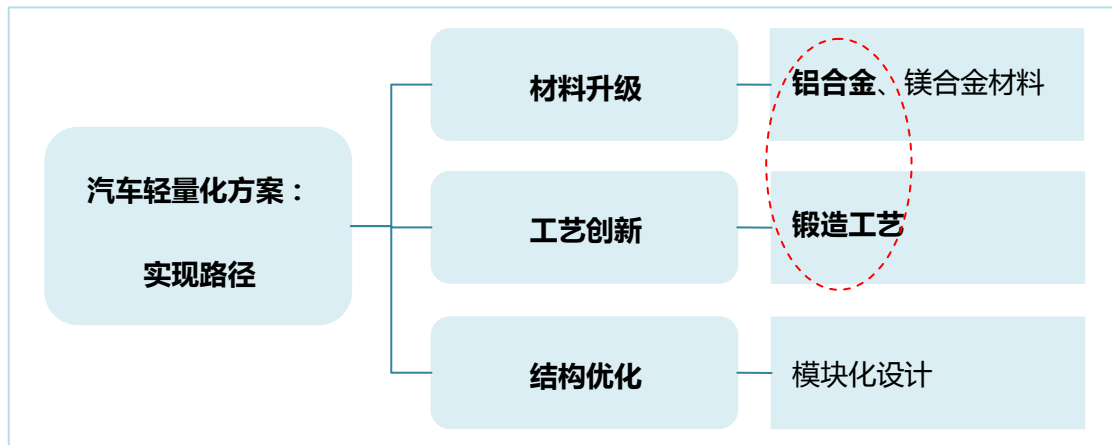 汽车轻量化方案：
实现路径
材料升级
铝合金、镁合金材料
工艺创新
锻造工艺
结构优化
模块化设计